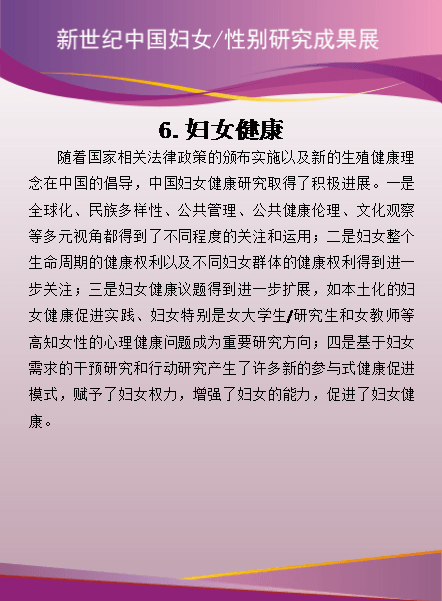 新世纪中国妇女/性别研究成果展
6.妇女健康
随着国家相关法律政策的颁布实施以及新的生殖健康理
念在中国的倡导，中国妇女健康研究取得了积极进展。一是
全球化、民族多样性、公共管理、公共健康伦理、文化观察
等多元视角都得到了不同程度的关注和运用；二是妇女整个
生命周期的健康权利以及不同妇女群体的健康权利得到进一
步关注；三是妇女健康议题得到进一步扩展，如本土化的妇
女健康促进实践、妇女特别是女大学生/研究生和女教师等
高知女性的心理健康问题成为重要研究方向；四是基于妇女
需求的干预研究和行动研究产生了许多新的参与式健康促进
模式，赋予了妇女权力，增强了妇女的能力，促进了妇女健
康。